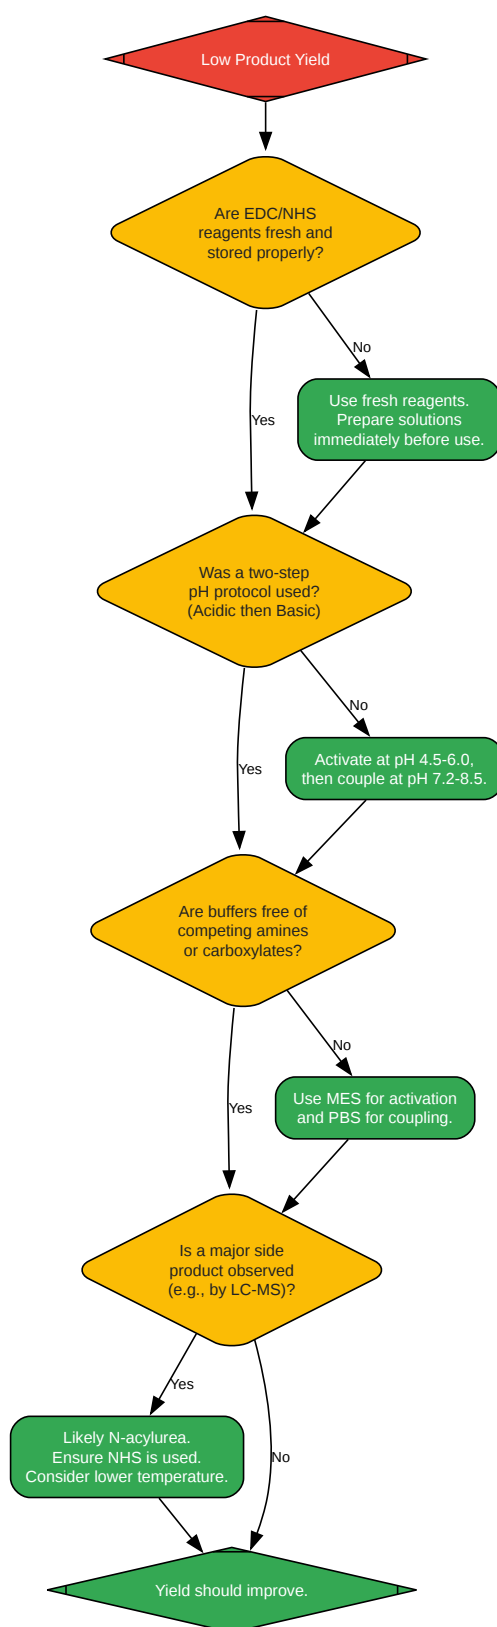 Low Product Yield
Are EDC/NHS
reagents fresh and
stored properly?
No
Use fresh reagents.
Prepare solutions
immediately before use.
Yes
Was a two-step
pH protocol used?
(Acidic then Basic)
No
Activate at pH 4.5-6.0,
then couple at pH 7.2-8.5.
Yes
Are buffers free of
competing amines
or carboxylates?
No
Use MES for activation
and PBS for coupling.
Yes
Is a major side
product observed
(e.g., by LC-MS)?
Yes
Likely N-acylurea.
Ensure NHS is used.
Consider lower temperature.
No
Yield should improve.